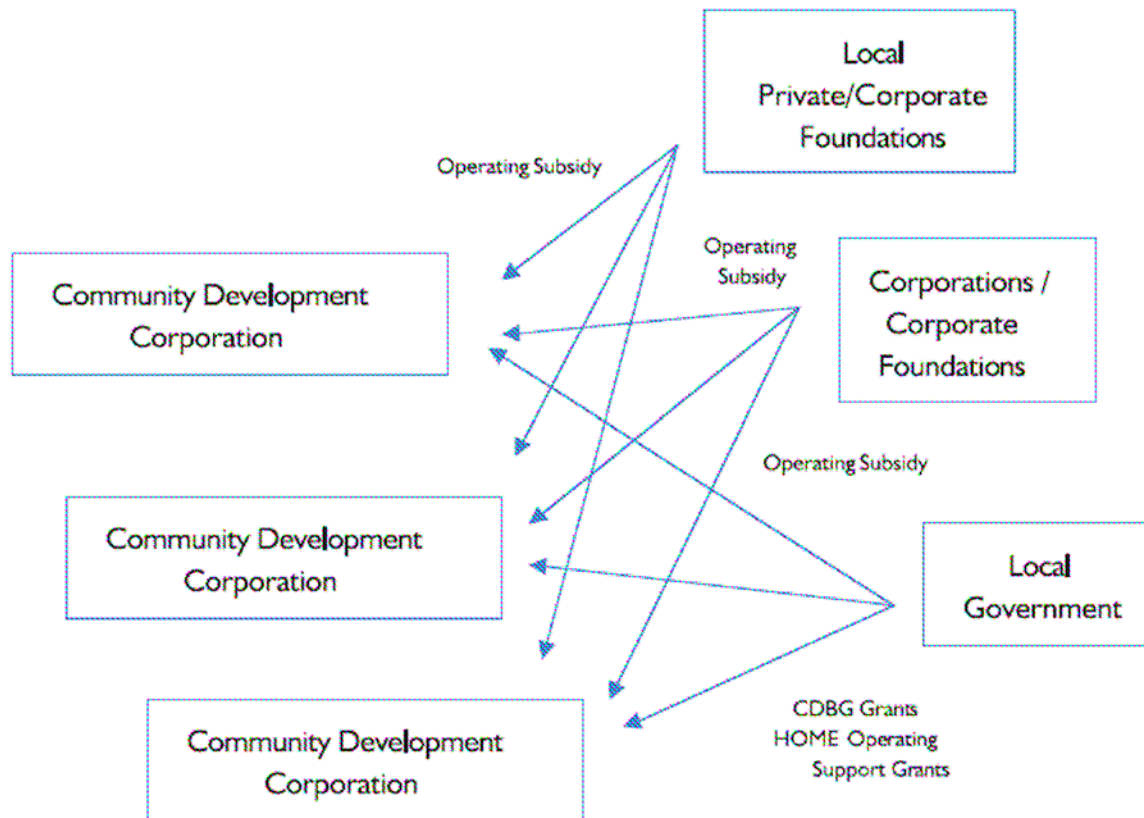 Local
Private/Corporate
Foundations
Operating Subsidy
Operating
Subsidy
Corporations /
Corporate
Foundations
Community Development
Corporation
Operating Subsidy
Community Development
Corporation
Local
Government
CDBG Grants
HOME Operating
Support Grants
Community Development
Corporation